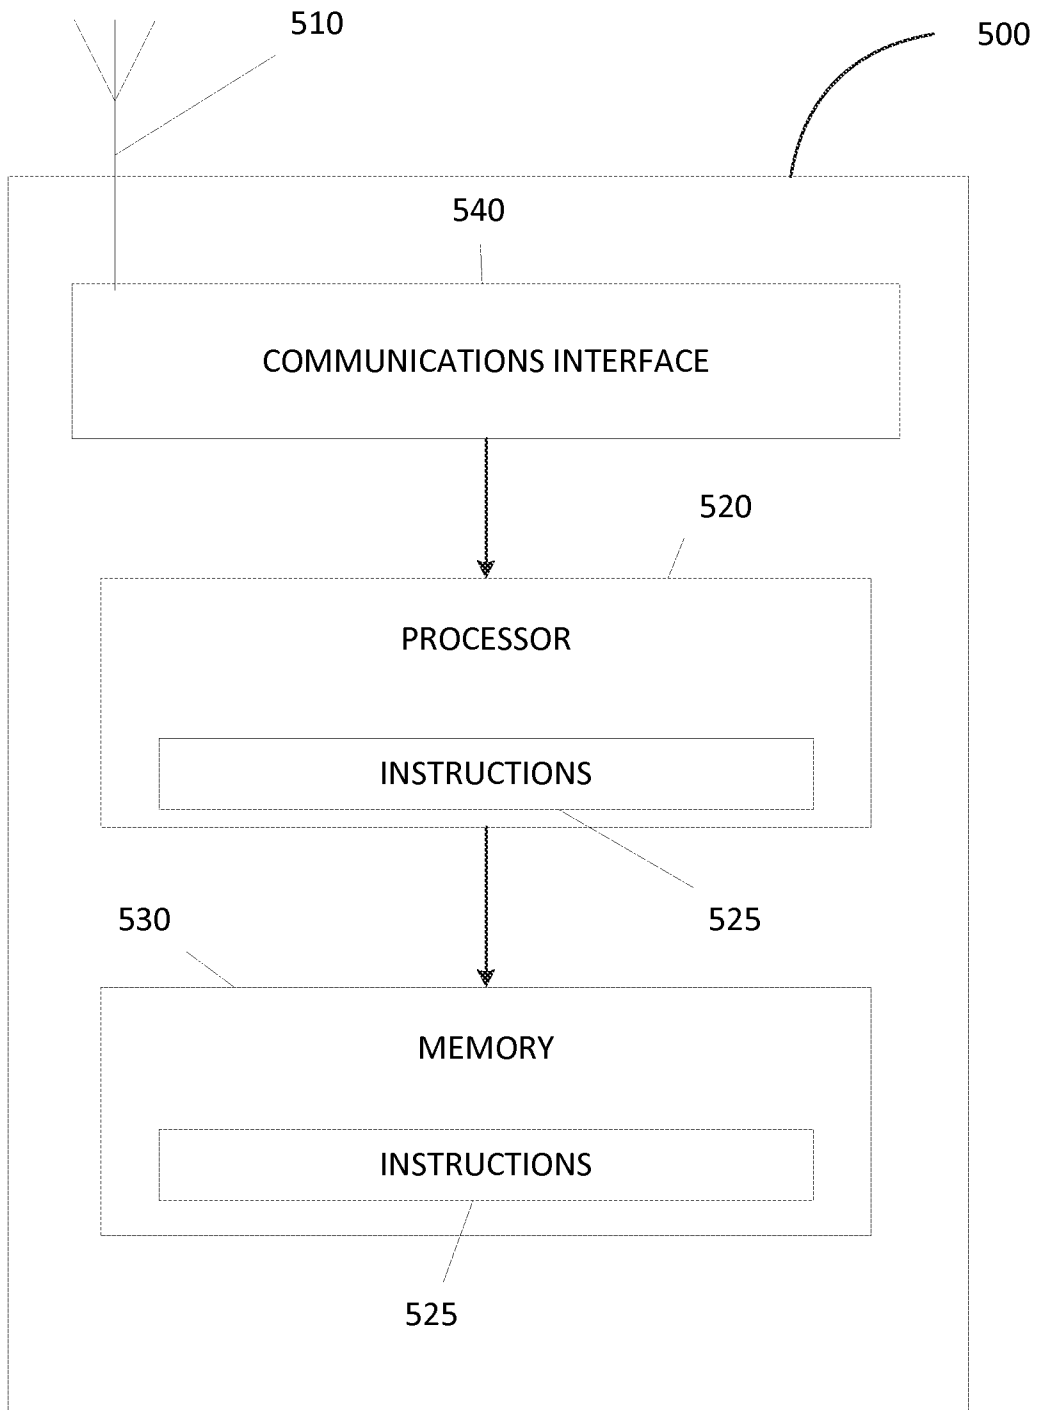 510
500
540
COMMUNICATIONS INTERFACE
520
PROCESSOR
INSTRUCTIONS
530
525
MEMORY
INSTRUCTIONS
525